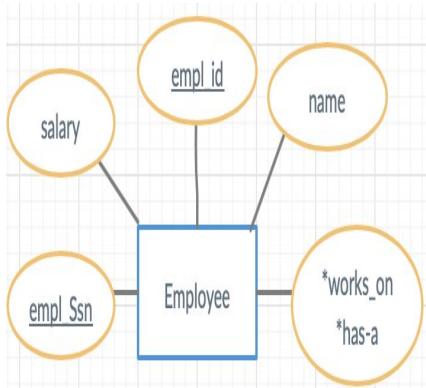 empl_id
name
salary
*works_on
*has-a
Employee
empl_Ssn